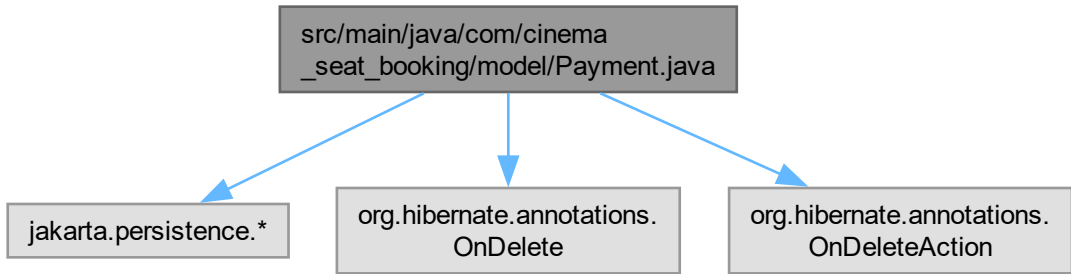 src/main/java/com/cinema
_seat_booking/model/Payment.java
jakarta.persistence.*
org.hibernate.annotations.
OnDelete
org.hibernate.annotations.
OnDeleteAction